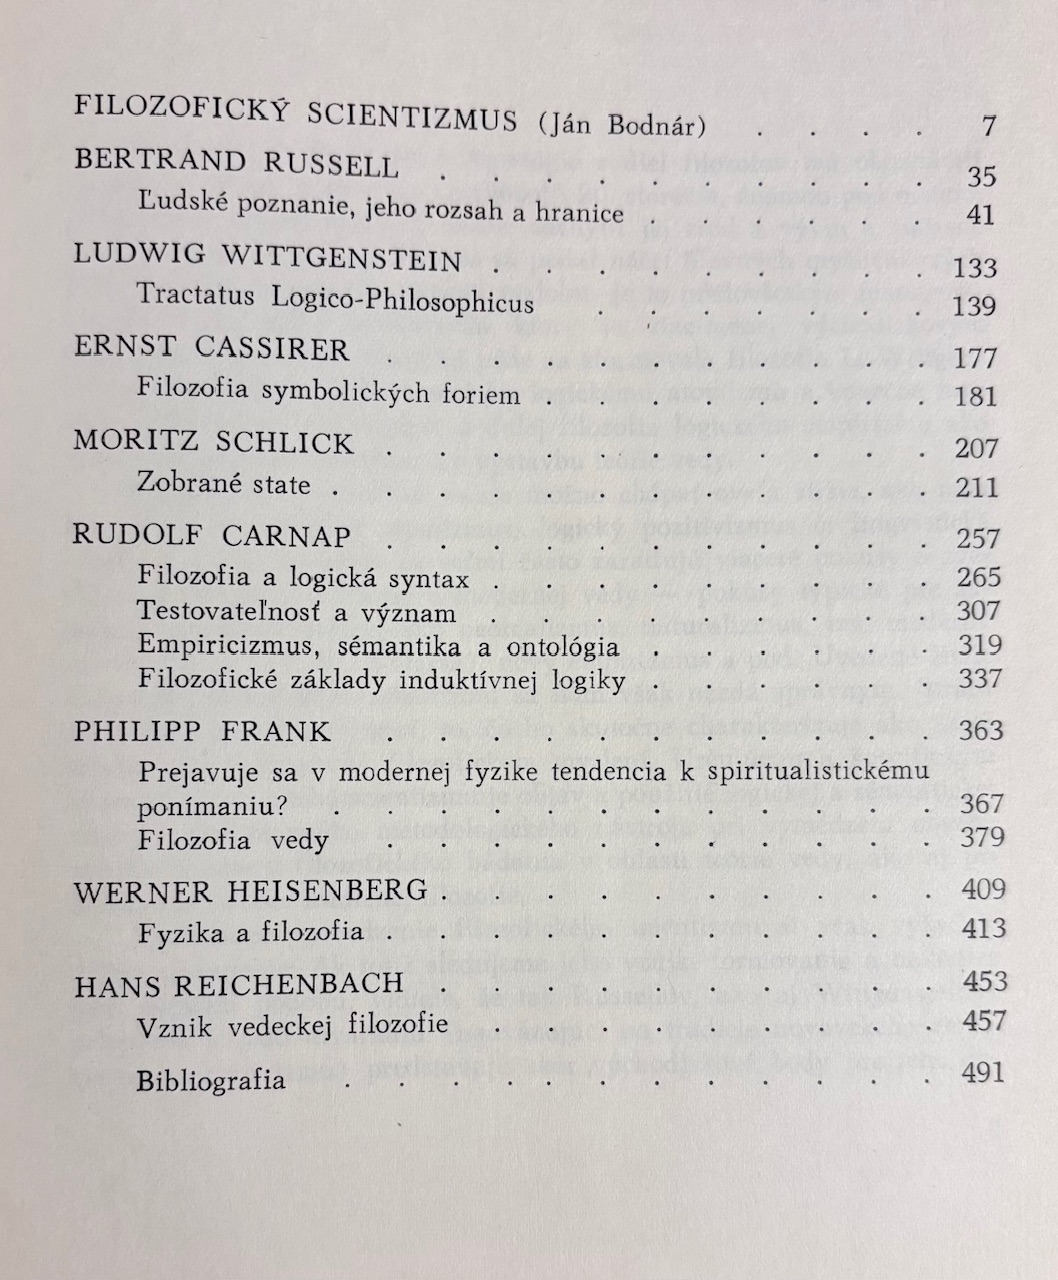 FILOZOFICKÝ SCIENTIZMUS (Ján Bodnár) . . . . 7
BERTRAND RUSSELL . . . . . . . . . . 35
Ľudské poznanie, jeho rozsah a hranice . . . . . . 41
LUDWIG WITTGENSTEIN . . . . . . . . . 133
Tractatus Logico-Philosophicus . . . . . . . 139
ERNST CASSIRER . . . . . . . . . . 177
Filozofia symbolických foriem . . . . . . . . 181
MORITZ SCHLICK . . . . . . . . . . . 207
Zobrané state . . . . . . . . . . . . 211
RUDOLF CARNAP . . . . . . . . . . . 257
Filozofia a logická syntax . . . . . . . . . 265
Testovateľnosť a význam . . . . . . . . . 307
Empiricizmus, sémantika a ontológia . . . . . . 319
Filozofické základy induktívnej logiky . . . . . 337
PHILIPP FRANK . . . . . . . . . . . 363
Prejavuje sa v modernej fyzike tendencia k spiritualistickému
ponímaniu? . . . . . . . . . . . . 367
Filozofia vedy . . . . . . . . . . . 379
WERNER HEISENBERG . . . . . . . . . . 409
Fyzika a filozofia . . . . . . . . . . . 413
HANS REICHENBACH . . . . . . . . . . 453
Vznik vedeckej filozofie . . . . . . . . . 457
Bibliografia . . . . . . . . . . . . 491